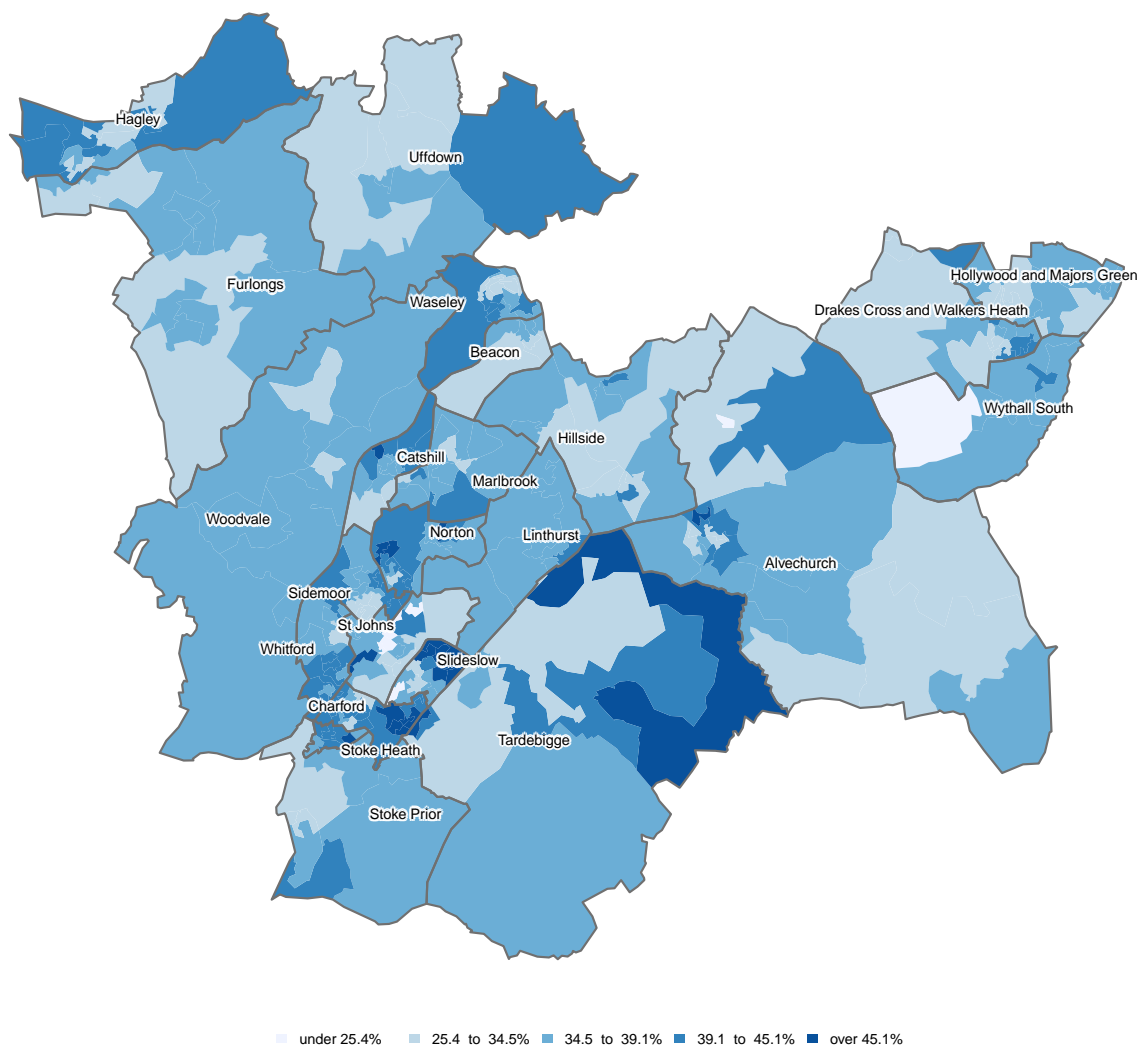 Hagley
Uffdown
Hollywood and Majors Green
Furlongs
Waseley
Drakes Cross and Walkers Heath
Beacon
Wythall South
Hillside
Catshill
Marlbrook
Woodvale
Norton
Linthurst
Alvechurch
Sidemoor
St Johns
Whitford
Slideslow
Charford
Tardebigge
Stoke Heath
Stoke Prior
under 25.4% 25.4 to 34.5% 34.5 to 39.1% 39.1 to 45.1% over 45.1%